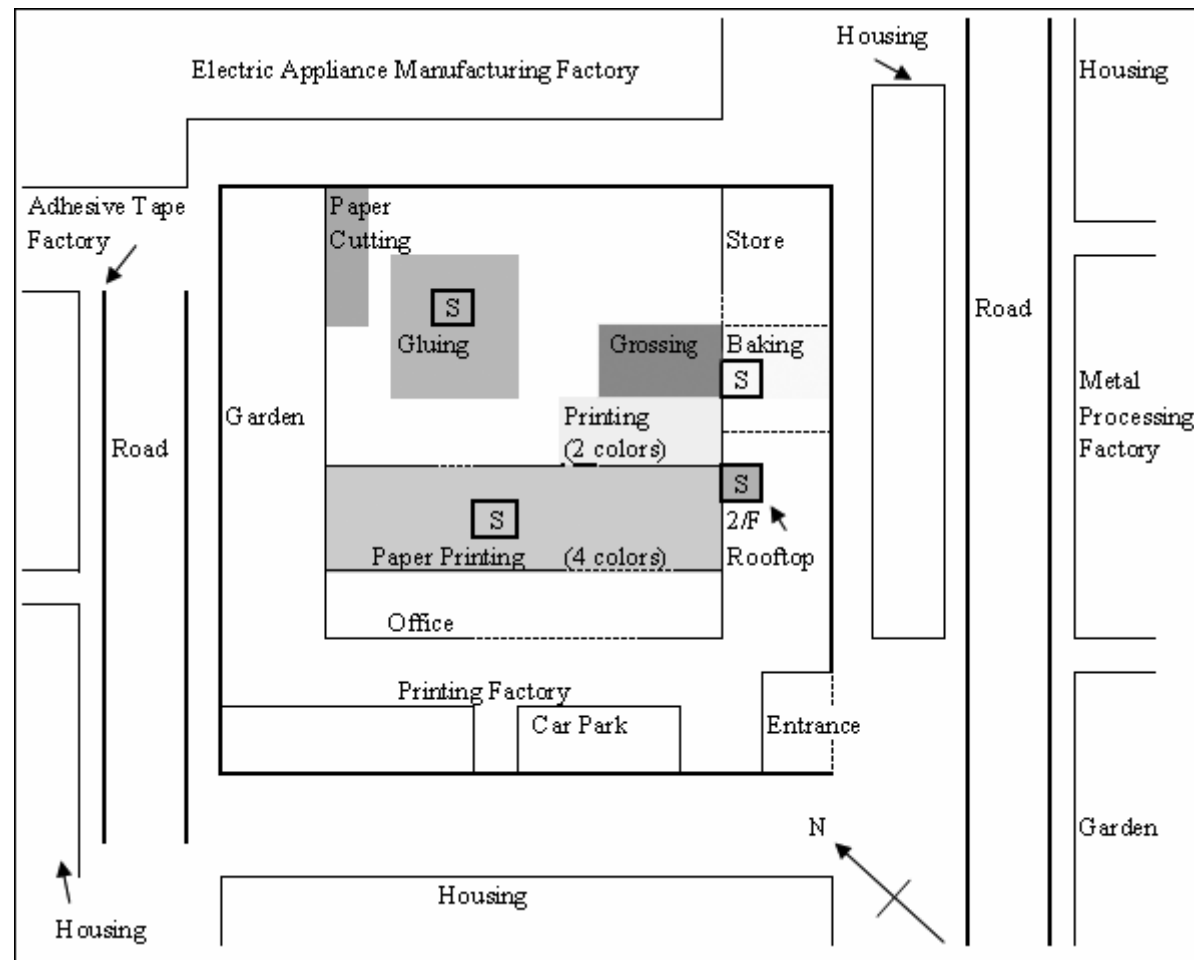 Housing
Electric Appliance Manufacturing Factory
Housing
Adhesive Tape
Factory
Paper
Cutting
Store
S
Road
Gluing
Grossing
Baking
S
Metal
Processing
Factory
Garden
Printing
(2 colors)
Road
S
S
2/F
Rooftop
Paper Printing
(4 colors)
Office
Printing Factory
Car Park
Entrance
N
Garden
Housing
Housing